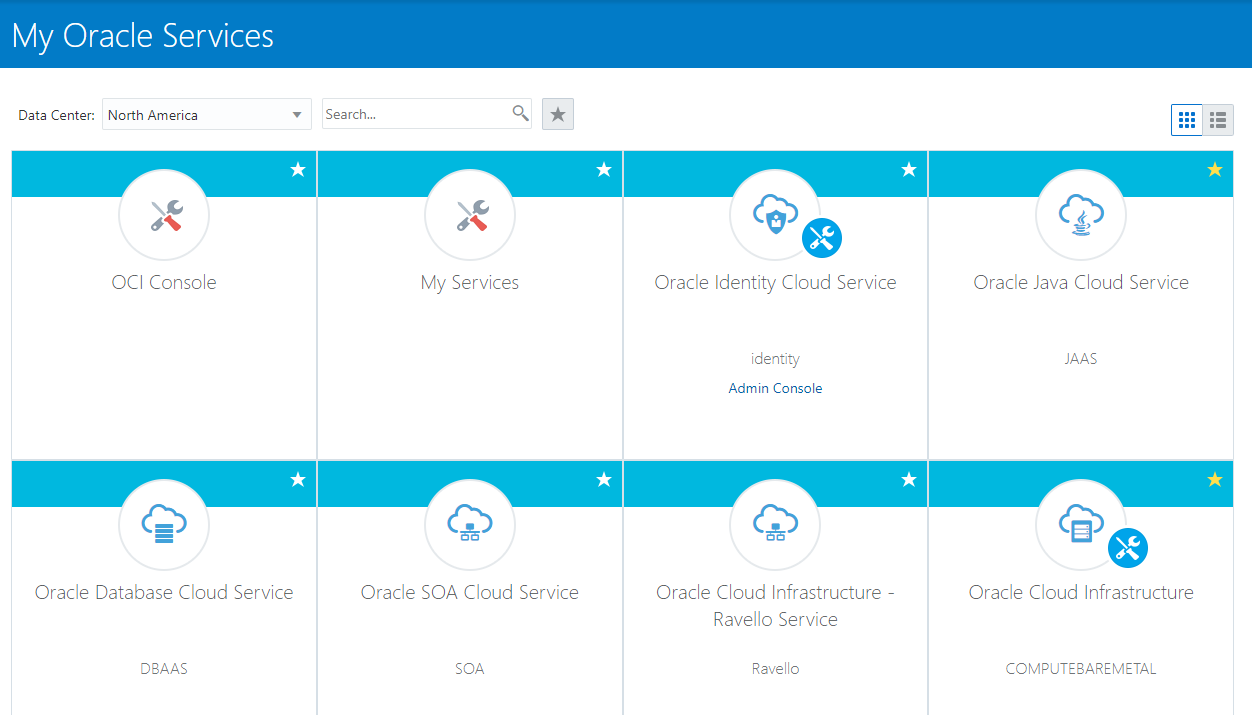 My Oracle Services
Data Center: North America Search...
OCI Console
My Services
Oracle Identity Cloud Service
identity
Admin Console
Oracle Java Cloud Service
JAAS
Oracle Database Cloud Service
DBAAS
Oracle SOA Cloud Service
SOA
Oracle Cloud Infrastructure -
Ravello Service
Ravello
Oracle Cloud Infrastructure
COMPUTEBAREMETAL